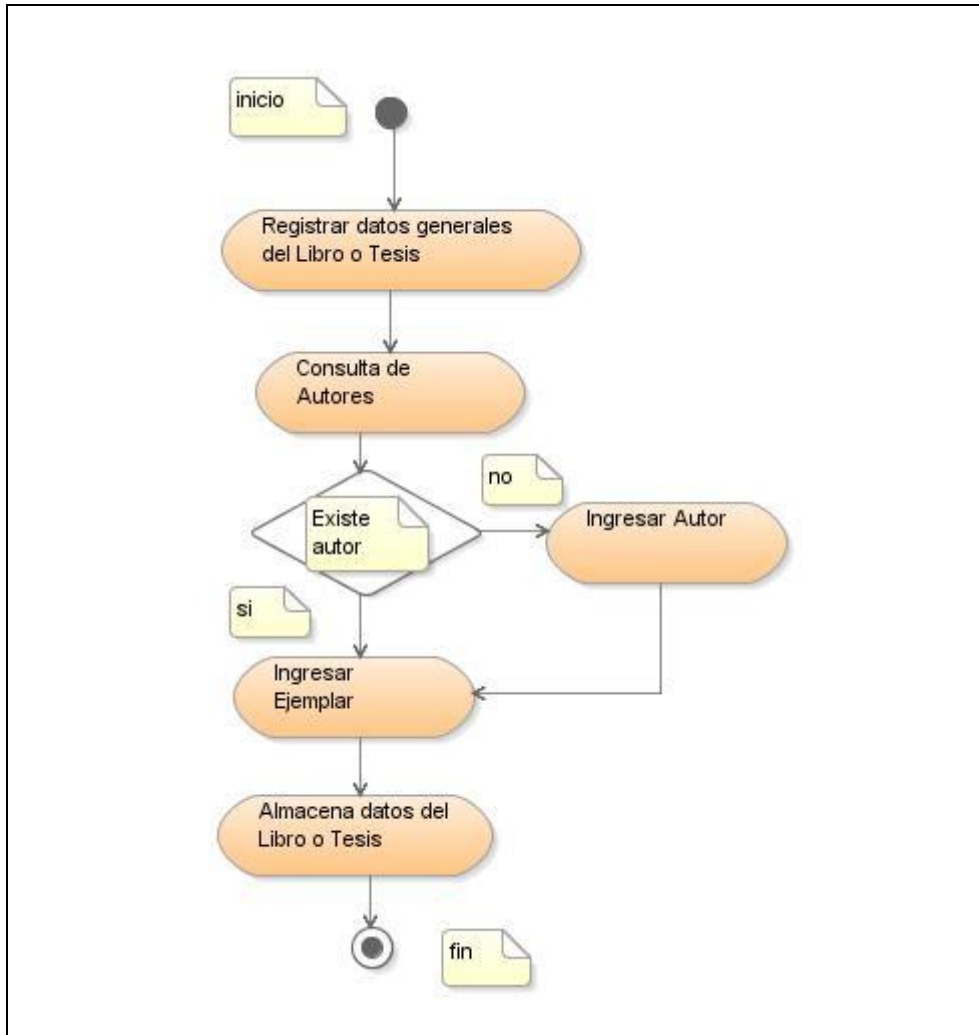 inicio
Registrar datos generales
del Libro o Tesis
Consulta de
Autores
no
Existe
autor
Ingresar Autor
si
Ingresar
Ejemplar
Almacena datos del
Libro o Tesis
fin